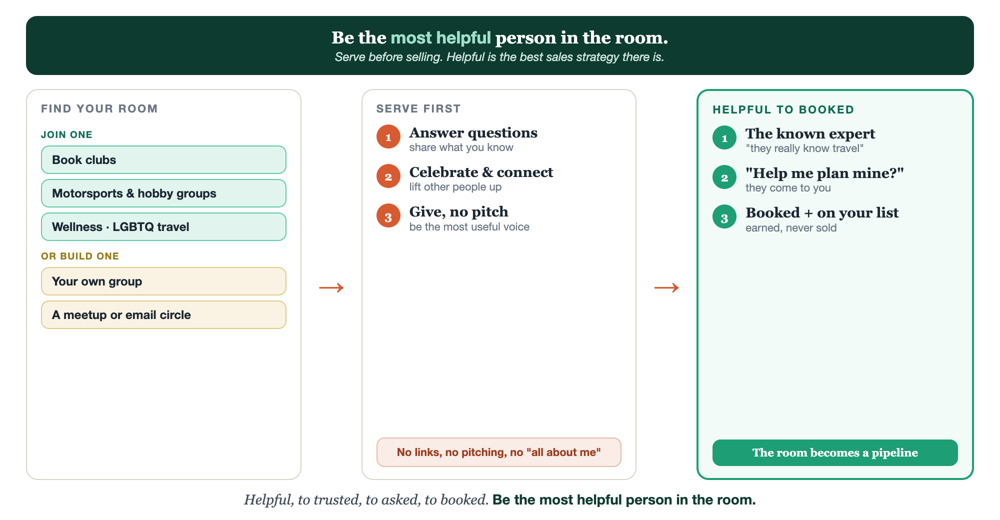 Be the most helpful person in the room.
Serve before selling. Helpful is the best sales strategy there is.
FIND YOUR ROOM
JOIN ONE
Book clubs
Motorsports & hobby groups
Wellness · LGBTQ travel
OR BUILD ONE
Your own group
A meetup or email circle
→
SERVE FIRST
1
Answer questions
share what you know
2
Celebrate & connect
lift other people up
3
Give, no pitch
be the most useful voice
No links, no pitching, no "all about me"
→
HELPFUL TO BOOKED
1
The known expert
"they really know travel"
2
"Help me plan mine?"
they come to you
3
Booked + on your list
earned, never sold
The room becomes a pipeline
Helpful, to trusted, to asked, to booked. Be the most helpful person in the room.